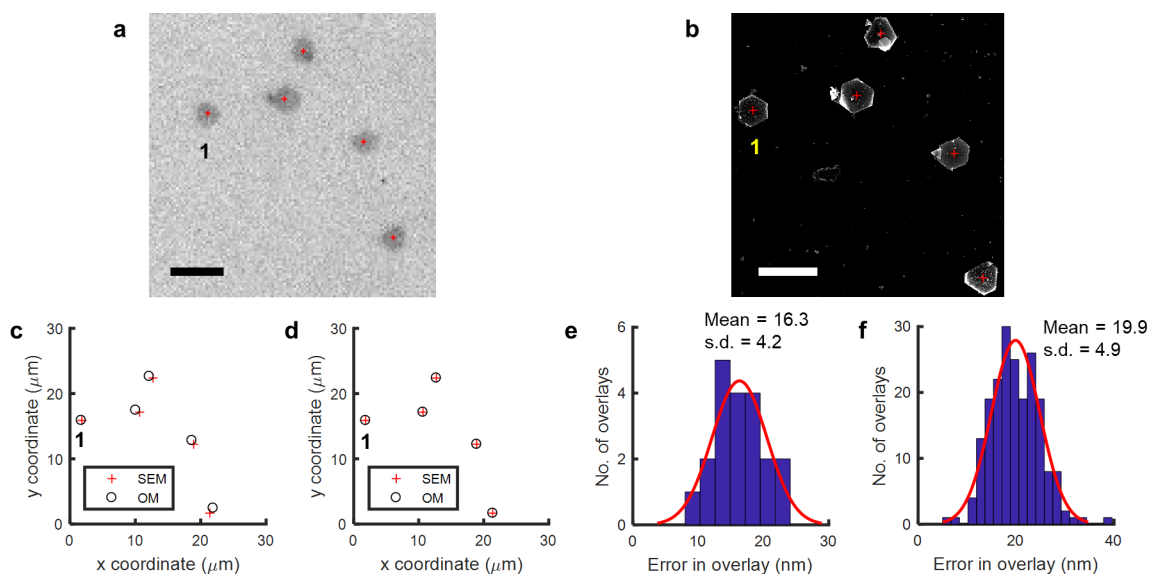 a
1
b
1
c
30
20
10
0
0 10 20 30
y coordinate (μm)
x coordinate (μm)
1
SEM
OM
d
30
20
10
0
0 10 20 30
y coordinate (μm)
x coordinate (μm)
1
SEM
OM
e
Mean = 16.3
s.d. = 4.2
6
4
2
0
0 10 20 30
No. of overlays
Error in overlay (nm)
f
Mean = 19.9
s.d. = 4.9
30
20
10
0
0 20 40
No. of overlays
Error in overlay (nm)